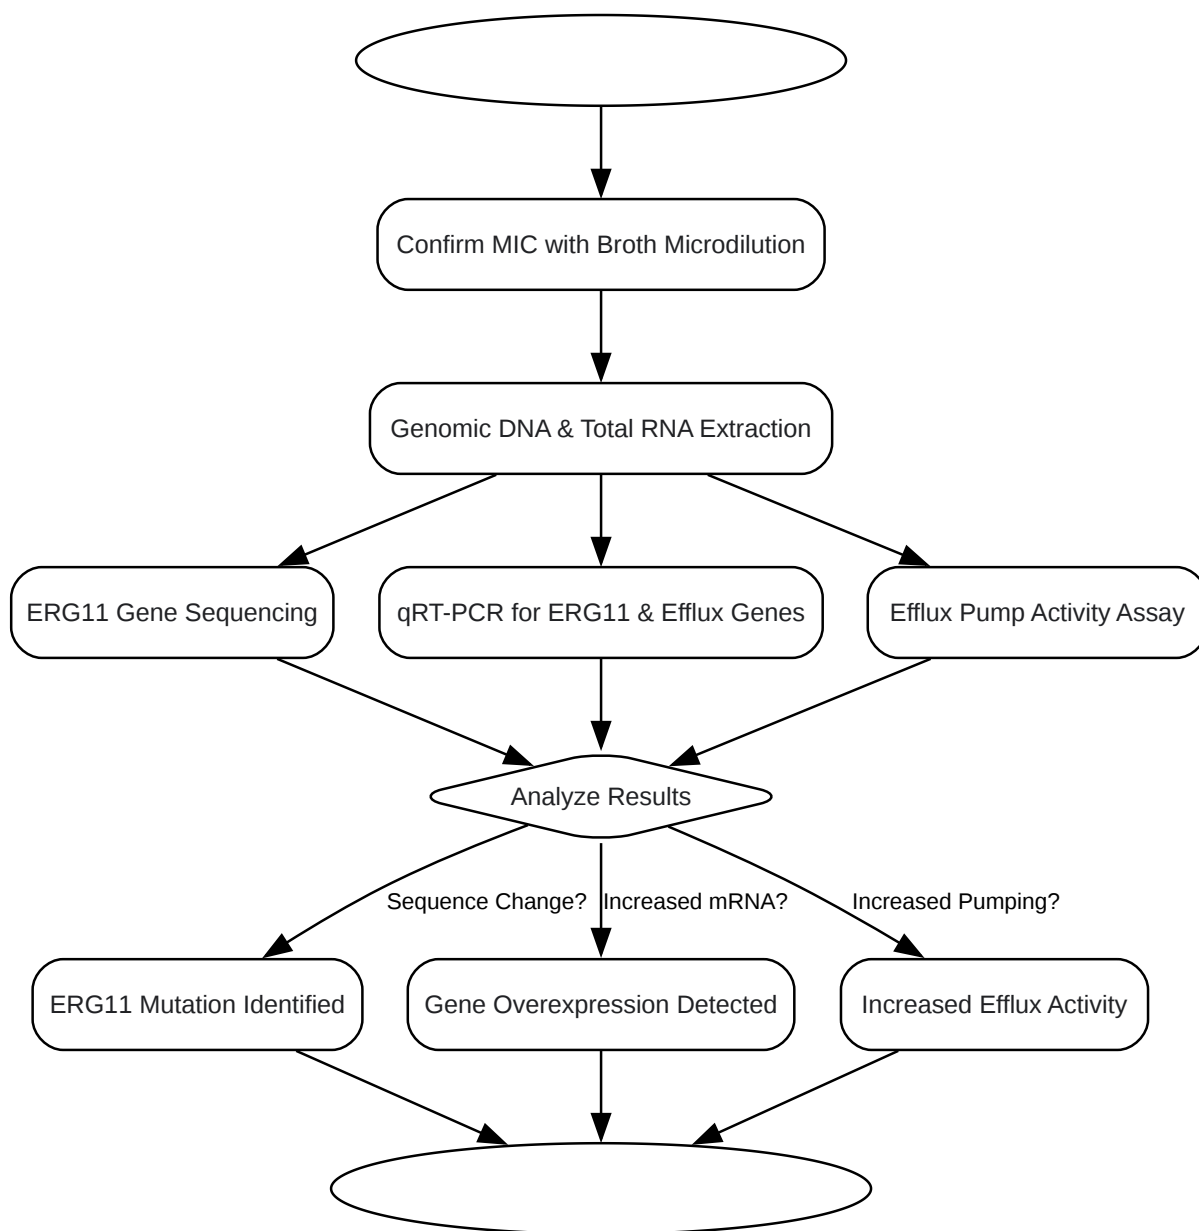 Confirm MIC with Broth Microdilution
Genomic DNA & Total RNA Extraction
ERG11 Gene Sequencing
qRT-PCR for ERG11 & Efflux Genes
Efflux Pump Activity Assay
Analyze Results
Sequence Change?
Increased mRNA?
Increased Pumping?
ERG11 Mutation Identified
Gene Overexpression Detected
Increased Efflux Activity